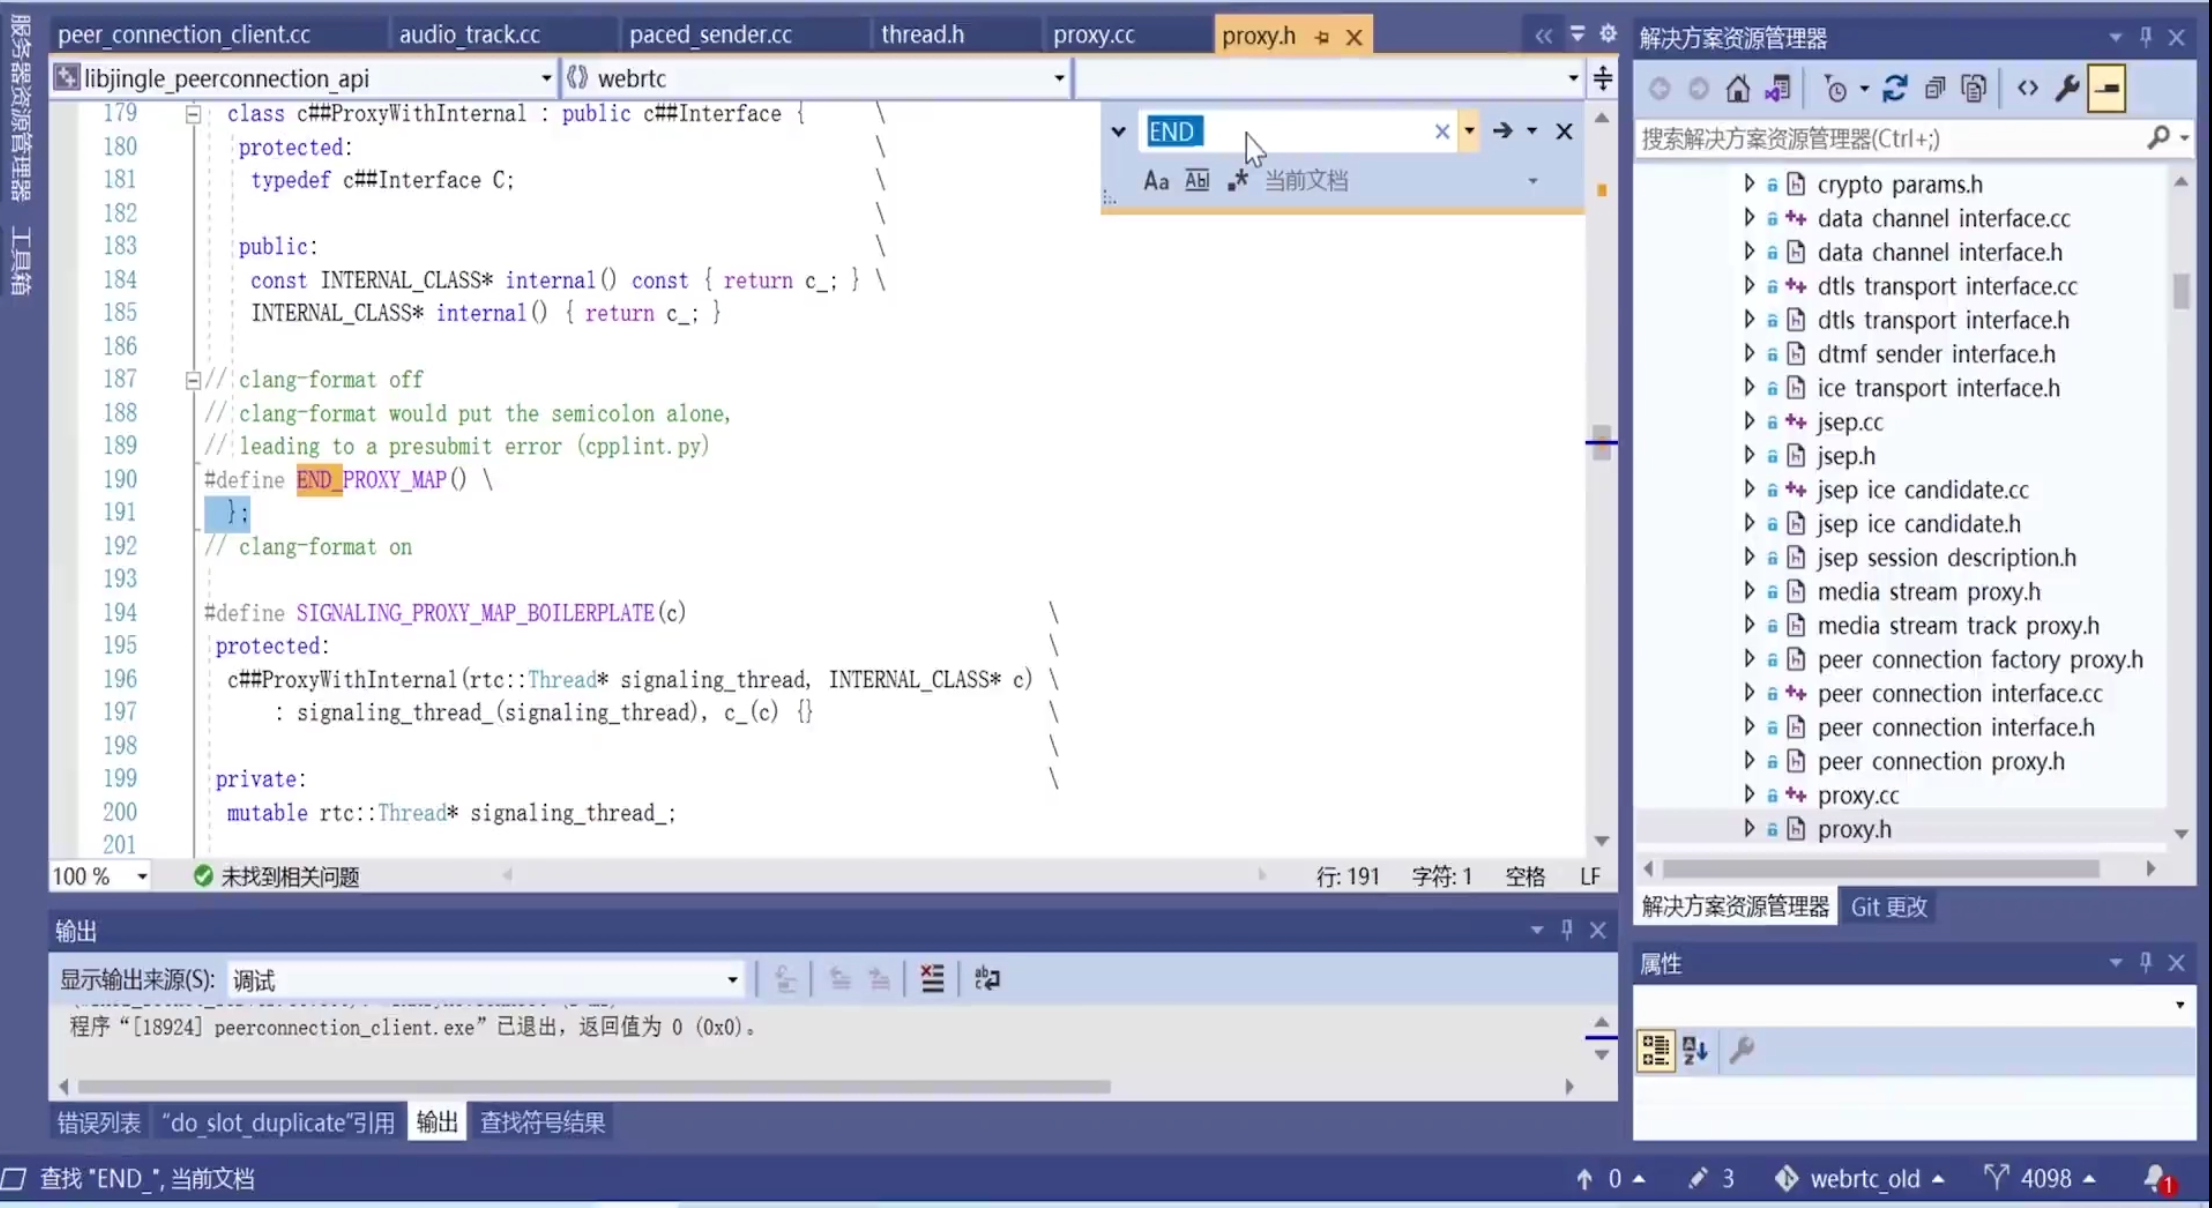 服务器资源管理器
工具箱
peer_connection_client.cc audio_track.cc paced_sender.cc thread.h proxy.cc proxy.h
libjingle_peerconnection_api webrtc
END
Aa Abl .* 当前文档
179 class c##ProxyWithInternal : public c##Interface { \
180 protected: \
181 typedef c##Interface C; \
182 \
183 public: \
184 const INTERNAL_CLASS* internal() const { return c_; } \
185 INTERNAL_CLASS* internal() { return c_; }
186
187 // clang-format off
188 // clang-format would put the semicolon alone,
189 // leading to a presubmit error (cpplint.py)
190 #define END_PROXY_MAP() \
191 };
192 // clang-format on
193
194 #define SIGNALING_PROXY_MAP_BOILERPLATE(c) \
195 protected: \
196 c##ProxyWithInternal(rtc::Thread* signaling_thread, INTERNAL_CLASS* c) \
197 : signaling_thread_(signaling_thread), c_(c) {} \
198 \
199 private: \
200 mutable rtc::Thread* signaling_thread_;
201
100 % 未找到相关问题 行: 191 字符: 1 空格 LF
输出
显示输出来源(S): 调试
程序“[18924] peerconnection_client.exe”已退出，返回值为 0 (0x0)。
错误列表 "do_slot_duplicate"引用 输出 查找符号结果
解决方案资源管理器
搜索解决方案资源管理器(Ctrl+;)
crypto params.h
data channel interface.cc
data channel interface.h
dtls transport interface.cc
dtls transport interface.h
dtmf sender interface.h
ice transport interface.h
jsep.cc
jsep.h
jsep ice candidate.cc
jsep ice candidate.h
jsep session description.h
media stream proxy.h
media stream track proxy.h
peer connection factory proxy.h
peer connection interface.cc
peer connection interface.h
peer connection proxy.h
proxy.cc
proxy.h
解决方案资源管理器 Git 更改
属性
查找 "END_", 当前文档 0 3 webrtc_old 4098 1